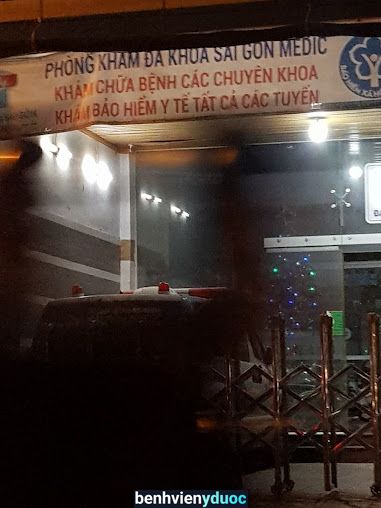 PHÒNG KHÁM ĐA KHOA SÀI GÒN MEDIC
KHÁM CHỮA BỆNH CÁC CHUYÊN KHOA
KHÁM BẢO HIỂM Y TẾ TẤT CẢ CÁC TUYẾN
benhvienyduoc